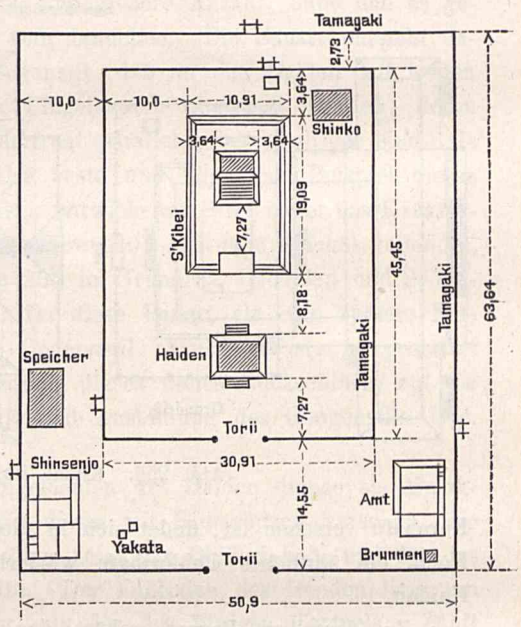 Tamagaki
2,73
10,0
10,0
10,91
3,64
Shinko
3,64
3,64
19,09
S'Kibei
7,27
45,45
63,64
Tamagaki
Tamagaki
8,18
Speicher
Haiden
7,27
Torii
30,91
Shinsenjo
14,55
Amt
Yakata
Brunnen
Torii
50,9